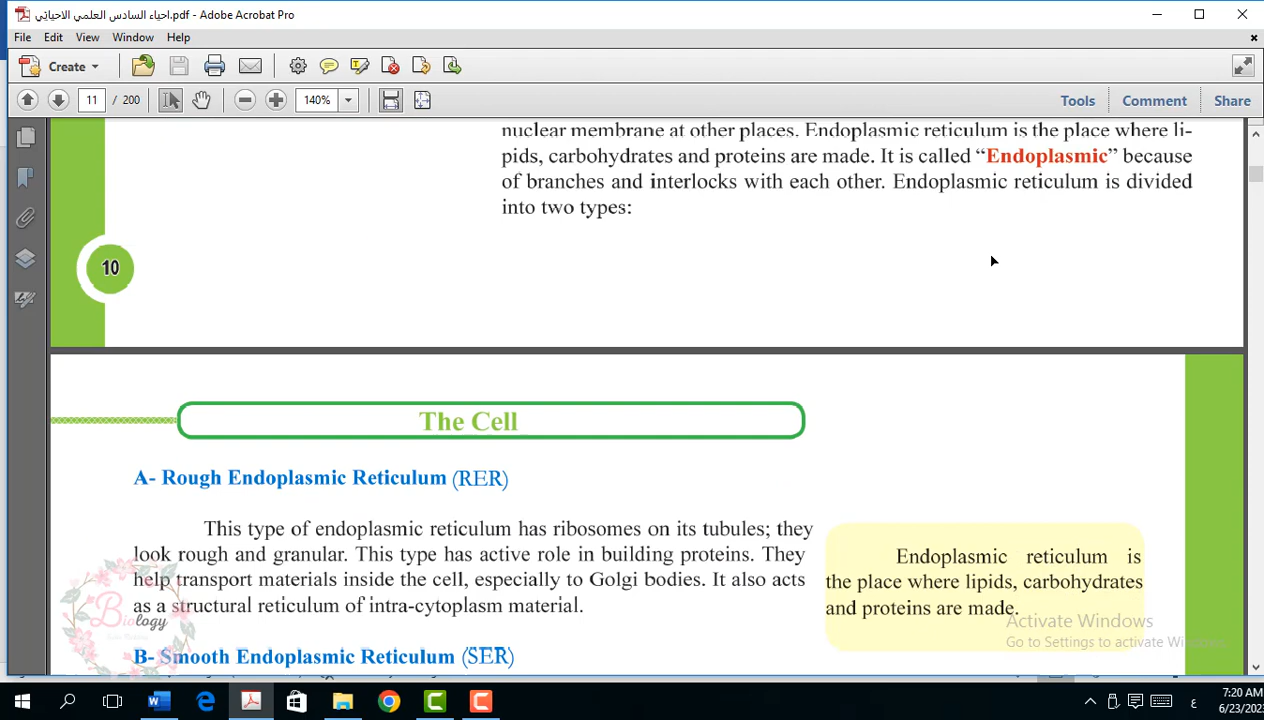 احياء السادس العلمي الاحيائي.pdf - Adobe Acrobat Pro
File Edit View Window Help
Create
11 / 200 140% Tools Comment Share
nuclear membrane at other places. Endoplasmic reticulum is the place where li-
pids, carbohydrates and proteins are made. It is called “Endoplasmic” because
of branches and interlocks with each other. Endoplasmic reticulum is divided
into two types:
10
The Cell
A- Rough Endoplasmic Reticulum (RER)
This type of endoplasmic reticulum has ribosomes on its tubules; they
look rough and granular. This type has active role in building proteins. They
help transport materials inside the cell, especially to Golgi bodies. It also acts
as a structural reticulum of intra-cytoplasm material.
Endoplasmic reticulum is
the place where lipids, carbohydrates
and proteins are made.
Biology
B- Smooth Endoplasmic Reticulum (SER)
Activate Windows
Go to Settings to activate Windows.
ع
7:20 AM
6/23/202